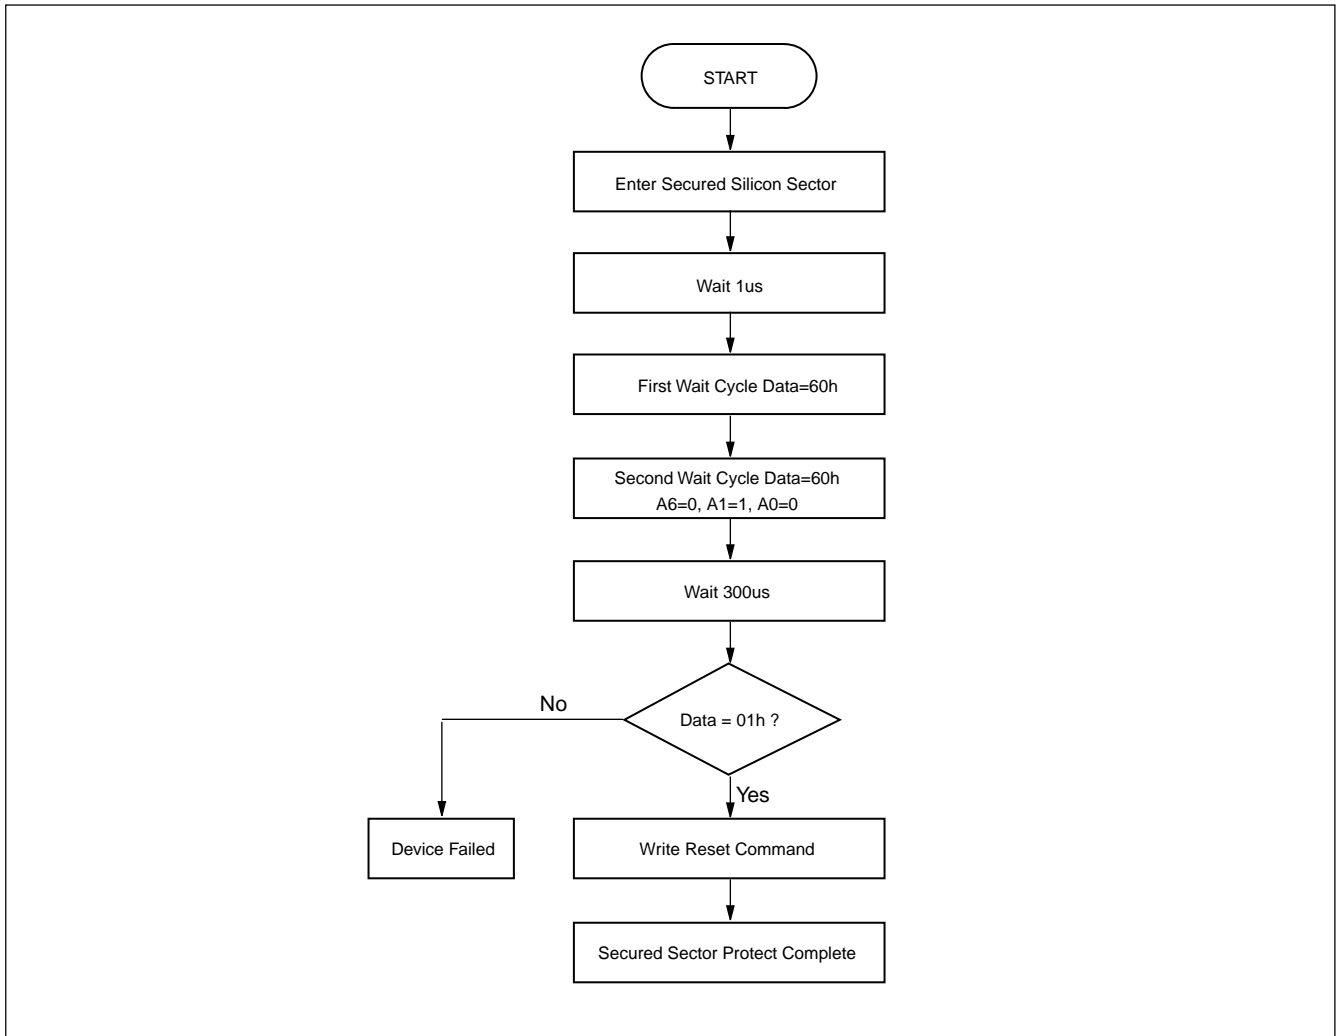 START
Enter Secured Silicon Sector
Wait 1us
First Wait Cycle Data=60h
Second Wait Cycle Data=60h
A6=0, A1=1, A0=0
Wait 300us
No
Data = 01h ?
Yes
Device Failed
Write Reset Command
Secured Sector Protect Complete